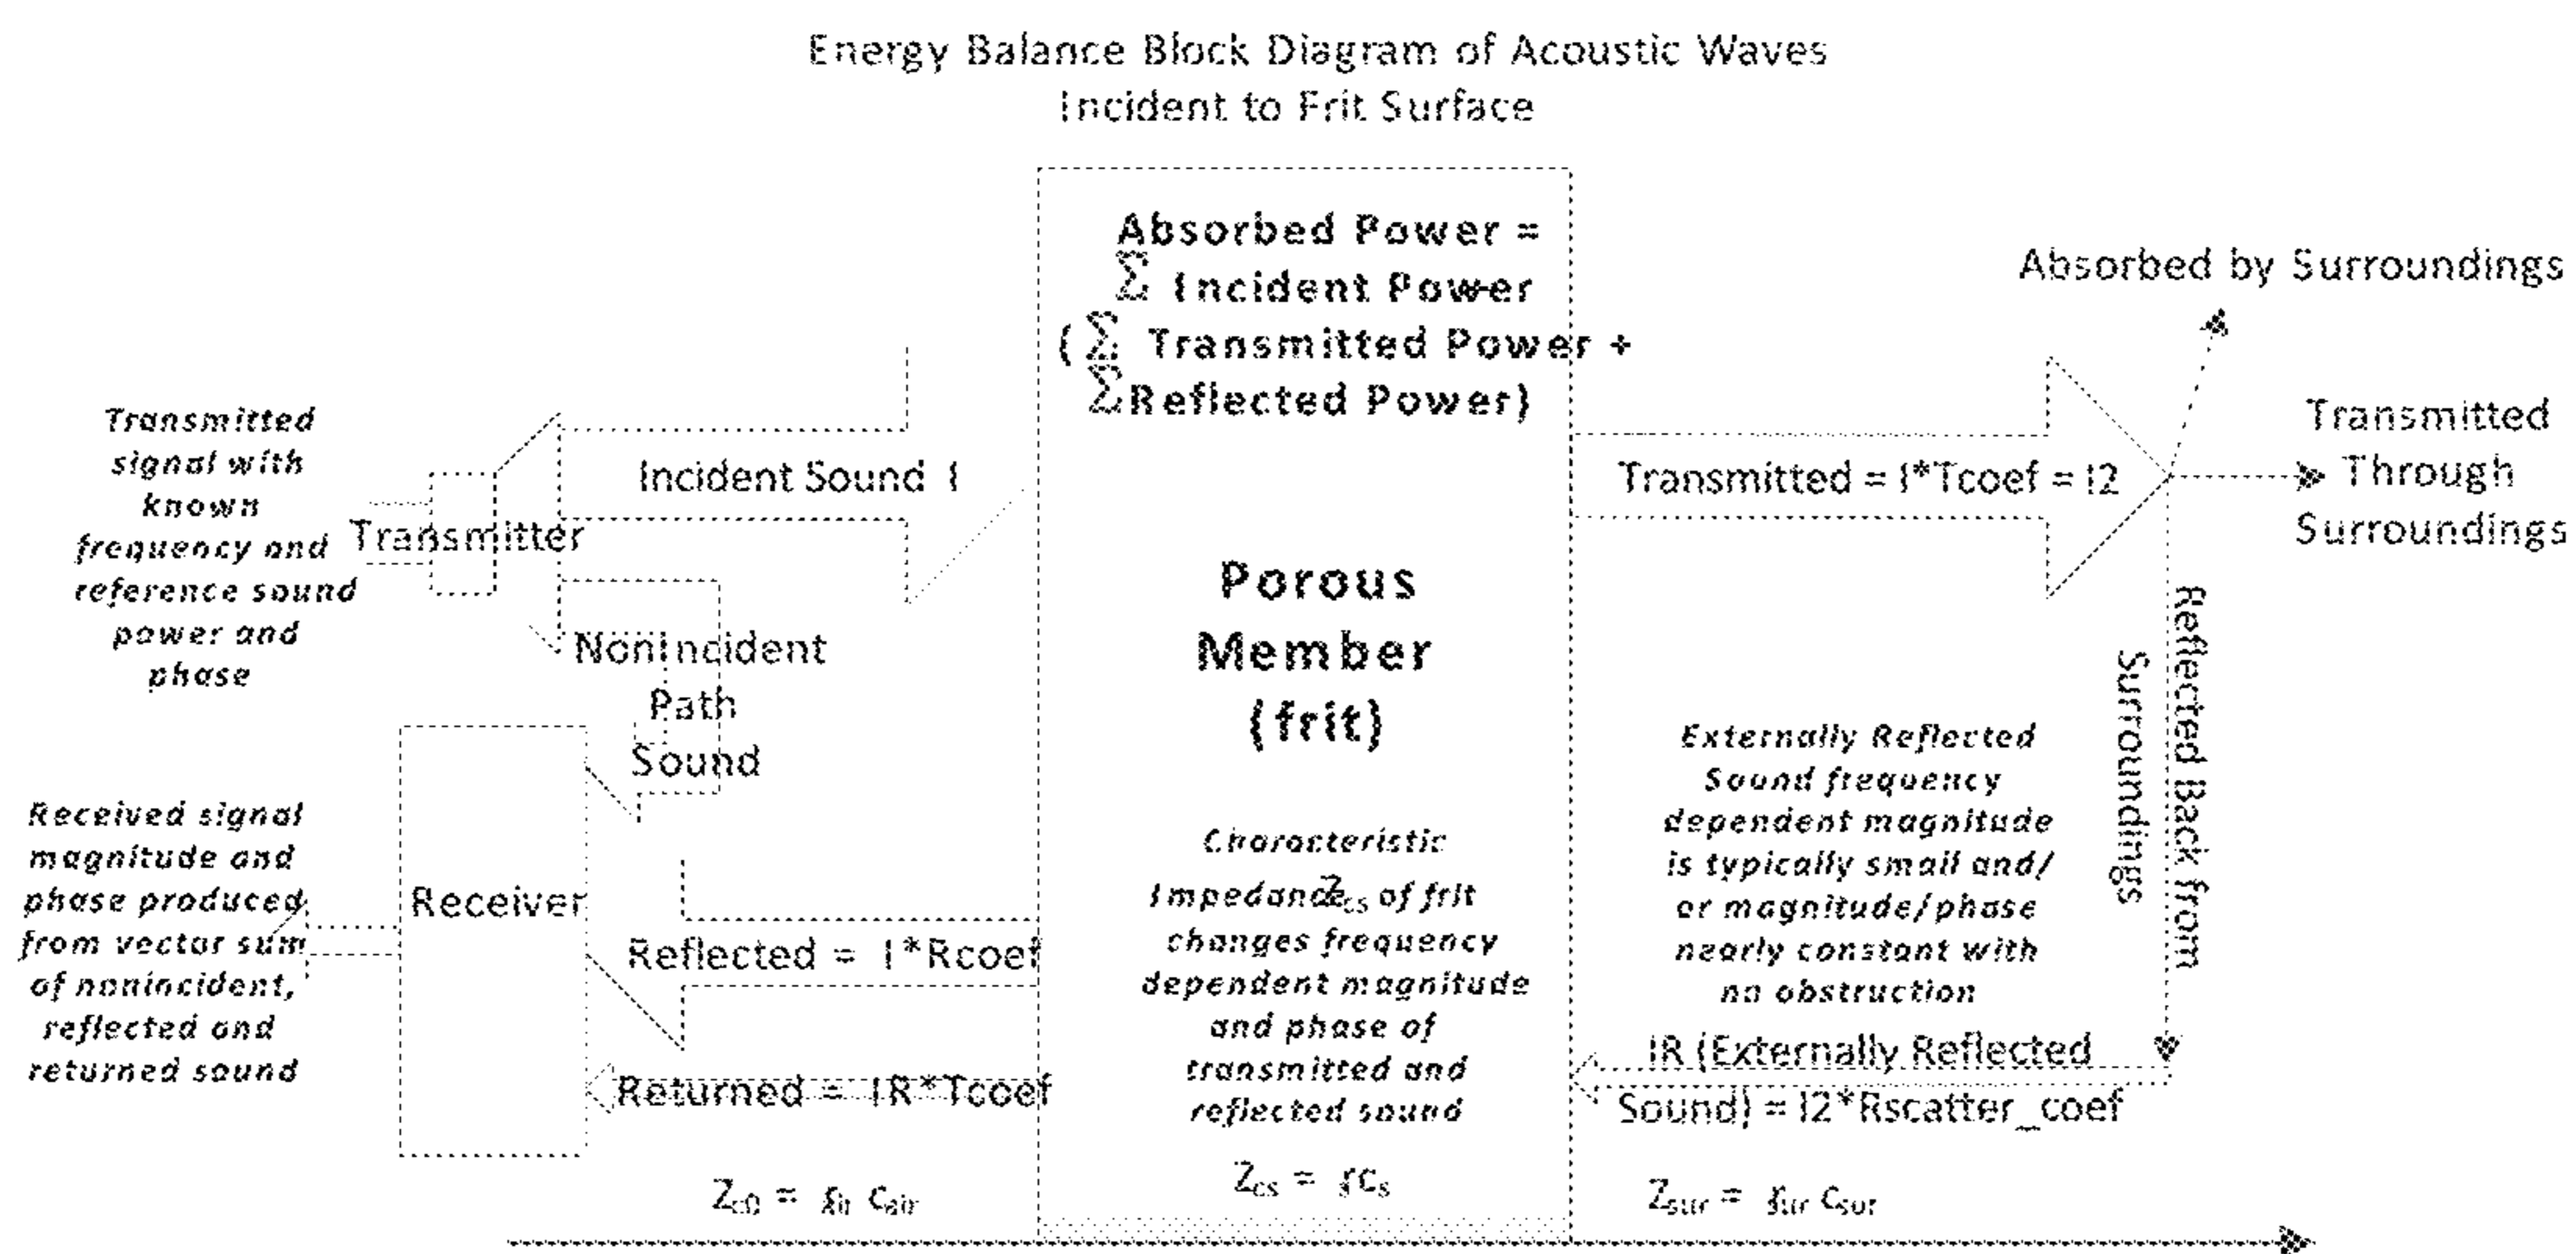 Energy Balance Block Diagram of Acoustic Waves
Incident to Frit Surface
Absorbed Power =
Σ Incident Power
(Σ Transmitted Power +
Σ Reflected Power)
Absorbed by Surroundings
Transmitted
Through
Surroundings
Transmitted
signal with
known
frequency and
reference sound
power and
phase
Transmitter
Incident Sound I
Transmitted = I*Tcoef = I2
NonIncident
Path
Sound
Porous
Member
(frit)
Reflected Back from
Surroundings
Received signal
magnitude and
phase produced
from vector sum
of nonincident,
reflected and
returned sound
Receiver
Reflected = I*Rcoef
Returned = IR*Tcoef
Characteristic
Impedance Zcs of frit
changes frequency
dependent magnitude
and phase of
transmitted and
reflected sound
Externally Reflected
Sound frequency
dependent magnitude
is typically small and/
or magnitude/phase
nearly constant with
no obstruction
IR (Externally Reflected
Sound) = I2*Rscatter_coef
Zc0 = cair
Zcs = cs
Zsur = csur